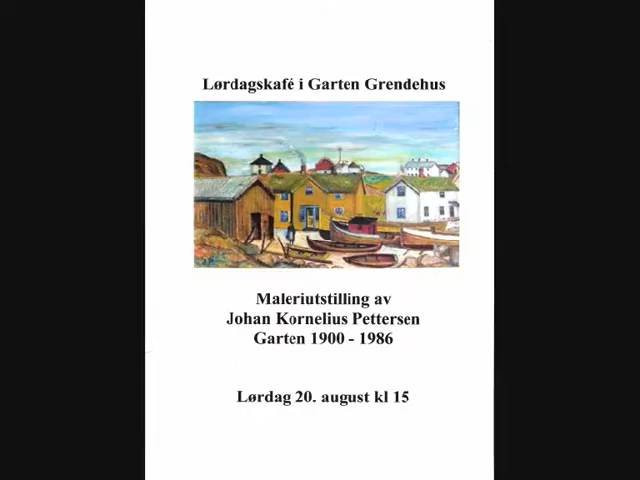 Lørdagskafé i Garten Grendehus
Maleriutstilling av
Johan Kornelius Pettersen
Garten 1900 - 1986
Lørdag 20. august kl 15